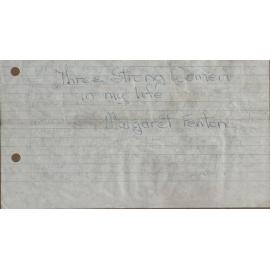 Three Strong Women
in my life
Margaret Fenton